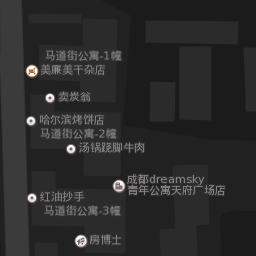 马道街公寓-1幢
美廉美干杂店
卖炭翁
哈尔滨烤饼店
马道街公寓-2幢
汤锅跷脚牛肉
成都dreamsky
青年公寓天府广场店
红油抄手
马道街公寓-3幢
房博士